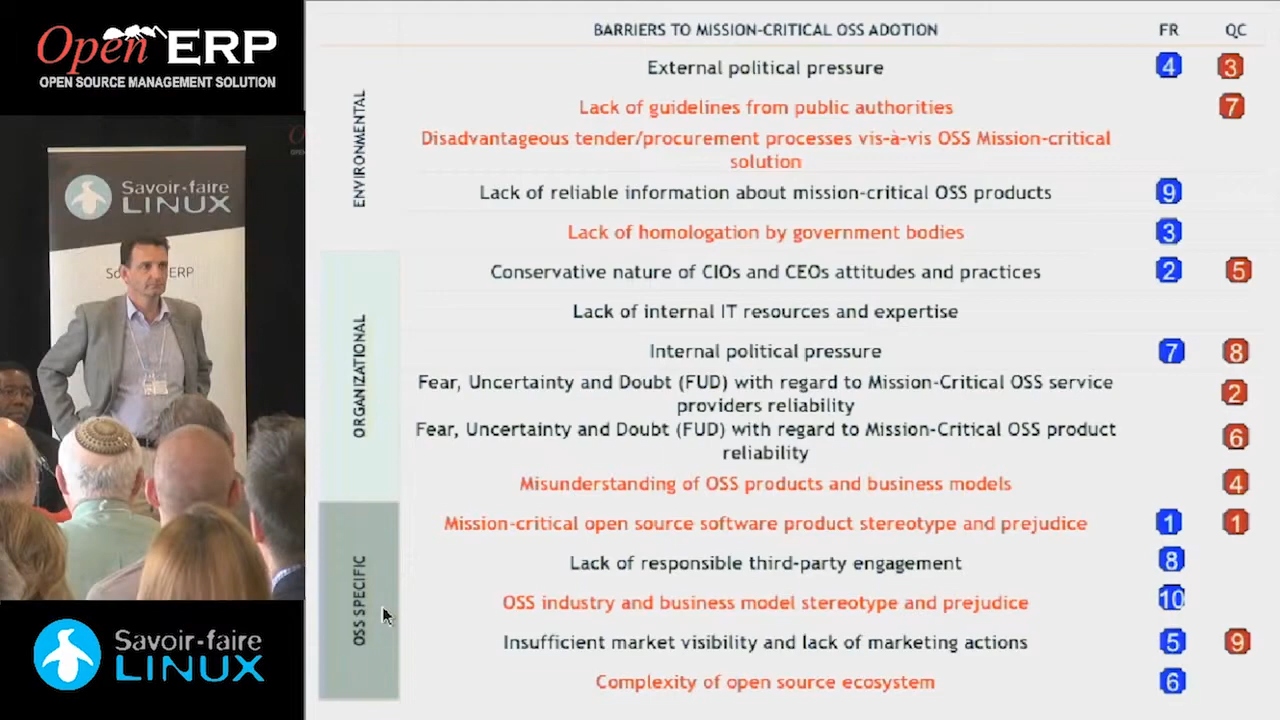 Open ERP
OPEN SOURCE MANAGEMENT SOLUTION
Savoir-faire
LINUX
ERP
Savoir-faire
LINUX
BARRIERS TO MISSION-CRITICAL OSS ADOTION FR QC
ENVIRONMENTAL
External political pressure 4 3
Lack of guidelines from public authorities 7
Disadvantageous tender/procurement processes vis-à-vis OSS Mission-critical
solution
Lack of reliable information about mission-critical OSS products 9
Lack of homologation by government bodies 3
ORGANIZATIONAL
Conservative nature of CIOs and CEOs attitudes and practices 2 5
Lack of internal IT resources and expertise
Internal political pressure 7 8
Fear, Uncertainty and Doubt (FUD) with regard to Mission-Critical OSS service
providers reliability 2
Fear, Uncertainty and Doubt (FUD) with regard to Mission-Critical OSS product
reliability 6
Misunderstanding of OSS products and business models 4
OSS SPECIFIC
Mission-critical open source software product stereotype and prejudice 1 1
Lack of responsible third-party engagement 8
OSS industry and business model stereotype and prejudice 10
Insufficient market visibility and lack of marketing actions 5 9
Complexity of open source ecosystem 6